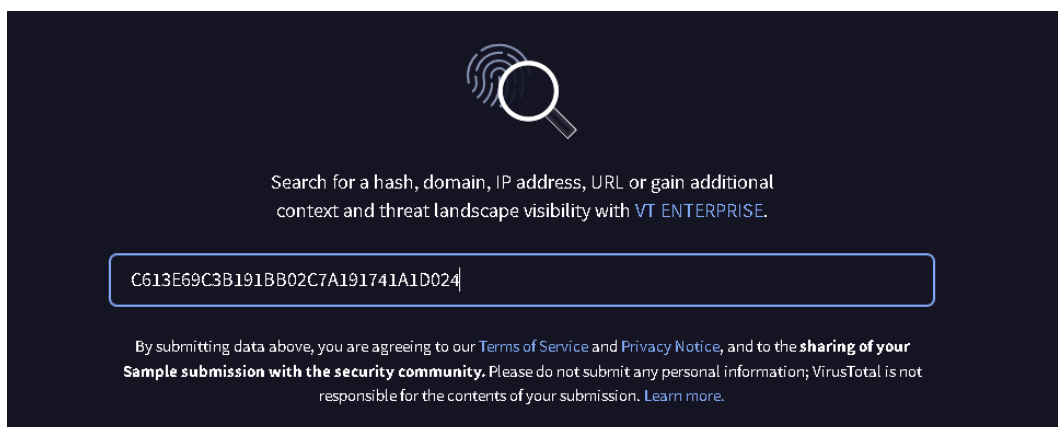 Search for a hash, domain, IP address, URL or gain additional
context and threat landscape visibility with VT ENTERPRISE.
C613E69C3B191BB02C7A191741A1D024
By submitting data above, you are agreeing to our Terms of Service and Privacy Notice, and to the sharing of your
Sample submission with the security community. Please do not submit any personal information; VirusTotal is not
responsible for the contents of your submission. Learn more.